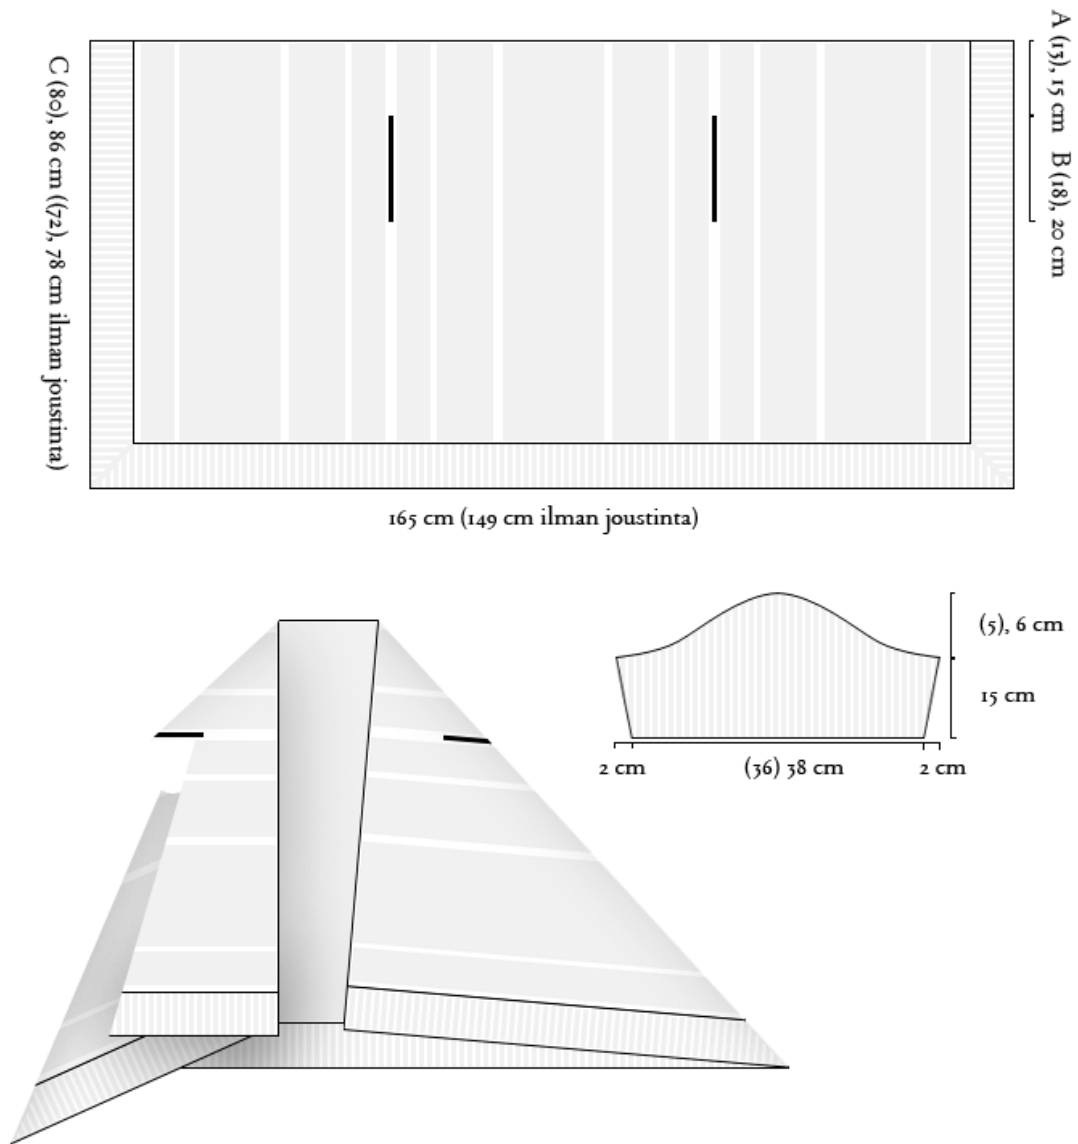 A (13), 15 cm   B (18), 20 cm
C (80), 86 cm ((72), 78 cm ilman joustinta)
165 cm (149 cm ilman joustinta)
(5), 6 cm
15 cm
2 cm
(36) 38 cm
2 cm